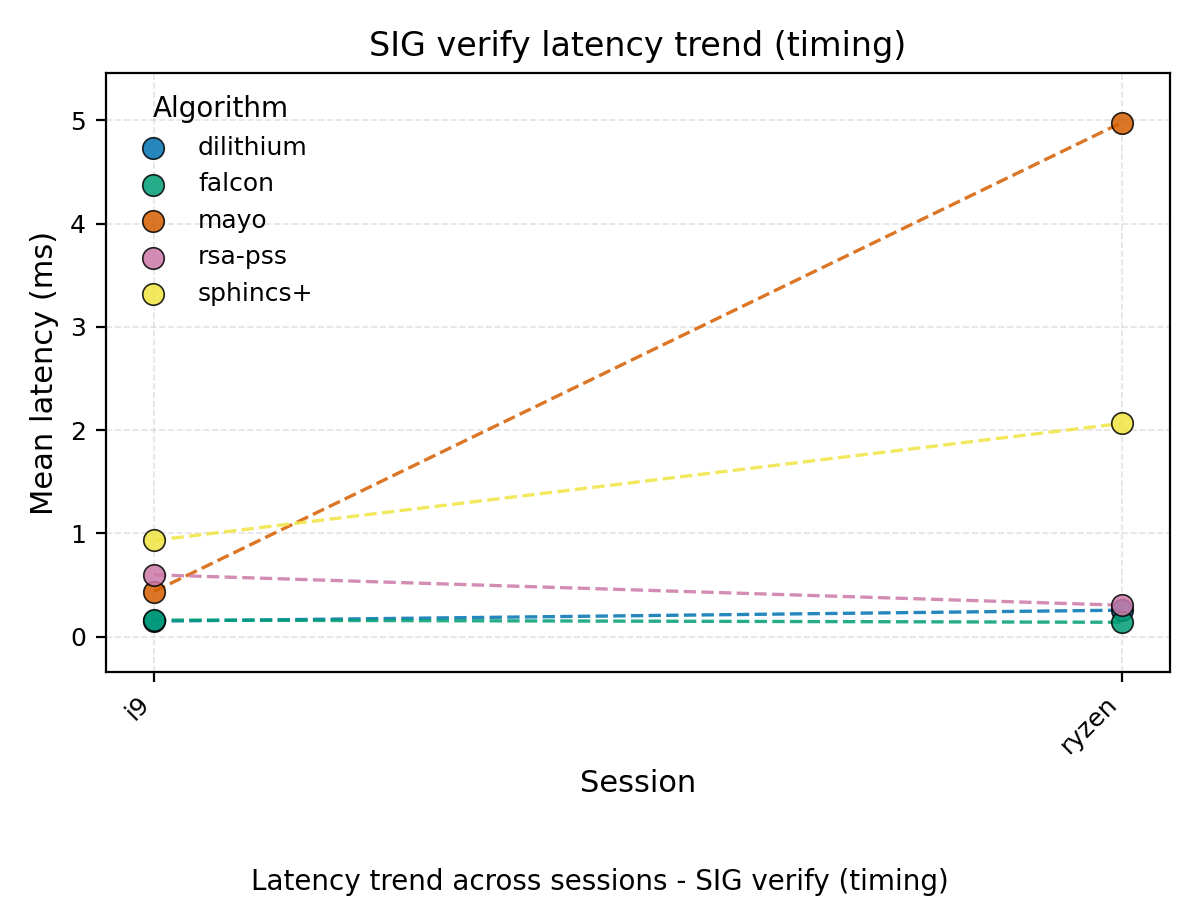 SIG verify latency trend (timing)
Algorithm
dilithium
falcon
mayo
rsa-pss
sphincs+
Mean latency (ms)
5
4
3
2
1
0
i9
ryzen
Session
Latency trend across sessions - SIG verify (timing)